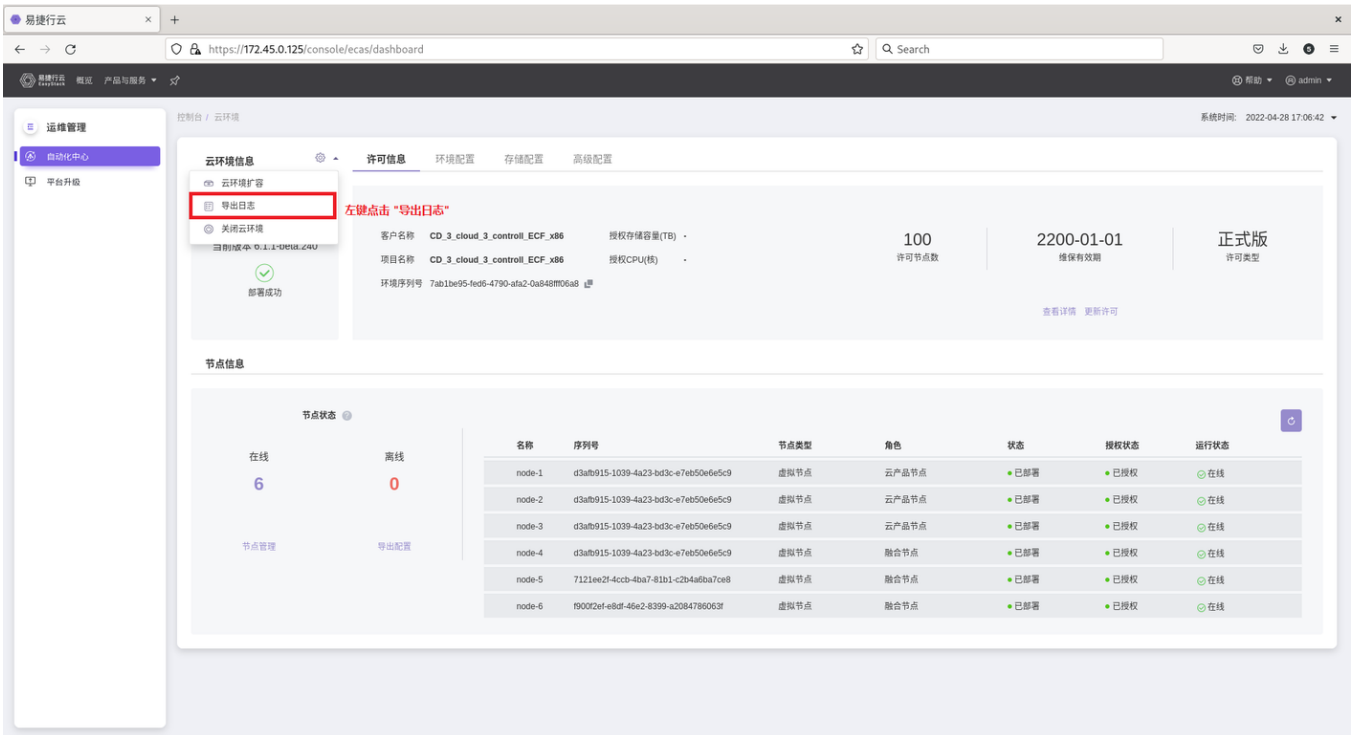 易捷行云 × + ×
https://172.45.0.125/console/ecas/dashboard Search
易捷行云 EasyStack 概览 产品与服务 帮助 admin
运维管理
自动化中心
平台升级
控制台 / 云环境 系统时间: 2022-04-28 17:06:42
云环境信息
云环境扩容
导出日志
关闭云环境
左键点击 "导出日志"
当前版本 6.1.1-beta.240
部署成功
许可信息 环境配置 存储配置 高级配置
客户名称 CD_3_cloud_3_controll_ECF_x86 授权存储容量(TB) -
项目名称 CD_3_cloud_3_controll_ECF_x86 授权CPU(核) -
环境序列号 7ab1be95-fed6-4790-afa2-0a848fff06a8
100 2200-01-01 正式版
许可节点数 维保有效期 许可类型
查看详情 更新许可
节点信息
节点状态 ?
在线 离线
6 0
节点管理 导出配置
名称 序列号 节点类型 角色 状态 授权状态 运行状态
node-1 d3afb915-1039-4a23-bd3c-e7eb50e6e5c9 虚拟节点 云产品节点 已部署 已授权 在线
node-2 d3afb915-1039-4a23-bd3c-e7eb50e6e5c9 虚拟节点 云产品节点 已部署 已授权 在线
node-3 d3afb915-1039-4a23-bd3c-e7eb50e6e5c9 虚拟节点 云产品节点 已部署 已授权 在线
node-4 d3afb915-1039-4a23-bd3c-e7eb50e6e5c9 虚拟节点 融合节点 已部署 已授权 在线
node-5 7121ee2f-4ccb-4ba7-81b1-c2b4a6ba7ce8 虚拟节点 融合节点 已部署 已授权 在线
node-6 f900f2ef-e8df-46e2-8399-a2084786063f 虚拟节点 融合节点 已部署 已授权 在线